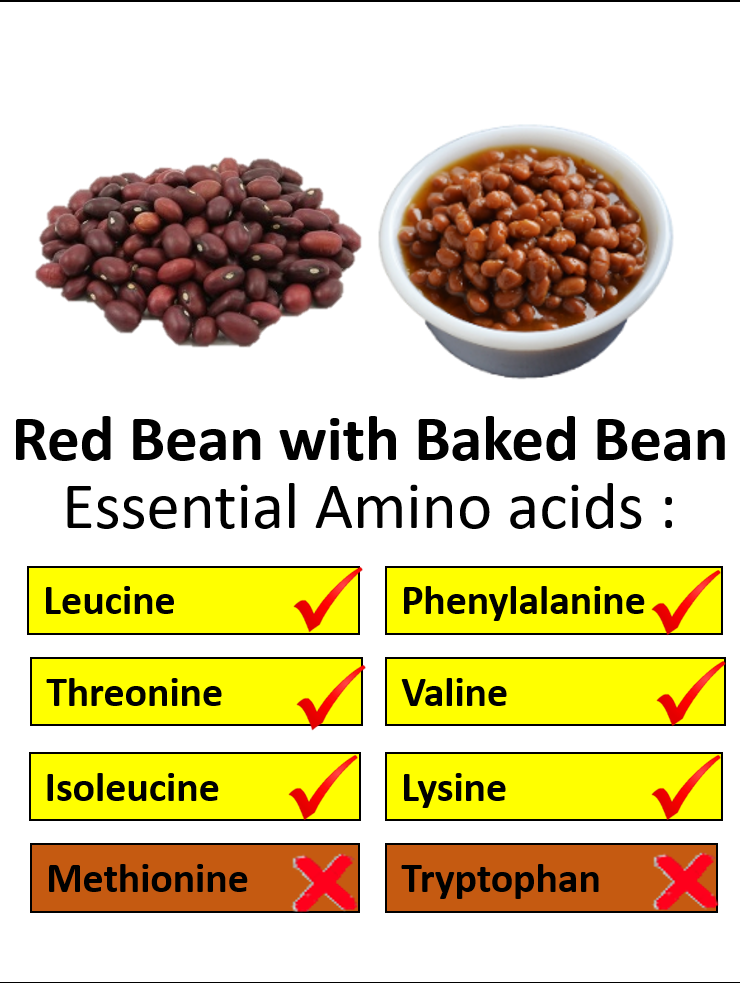 Red Bean with Baked Bean
Essential Amino acids :
Leucine
Phenylalanine
Threonine
Valine
Isoleucine
Lysine
Methionine
Tryptophan